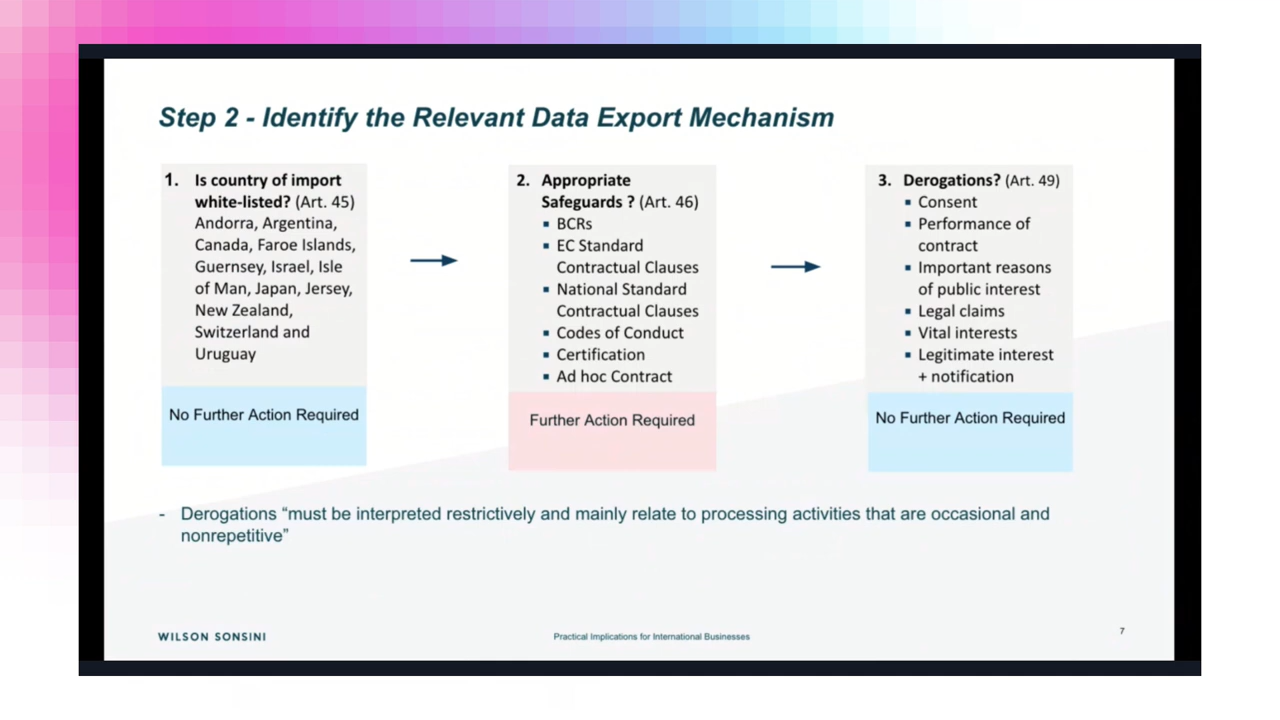 Step 2 - Identify the Relevant Data Export Mechanism
1. Is country of import
white-listed? (Art. 45)
Andorra, Argentina,
Canada, Faroe Islands,
Guernsey, Israel, Isle
of Man, Japan, Jersey,
New Zealand,
Switzerland and
Uruguay
No Further Action Required
2. Appropriate
Safeguards ? (Art. 46)
▪ BCRs
▪ EC Standard
Contractual Clauses
▪ National Standard
Contractual Clauses
▪ Codes of Conduct
▪ Certification
▪ Ad hoc Contract
Further Action Required
3. Derogations? (Art. 49)
▪ Consent
▪ Performance of
contract
▪ Important reasons
of public interest
▪ Legal claims
▪ Vital interests
▪ Legitimate interest
+ notification
No Further Action Required
- Derogations “must be interpreted restrictively and mainly relate to processing activities that are occasional and
nonrepetitive”
WILSON SONSINI
Practical Implications for International Businesses
7